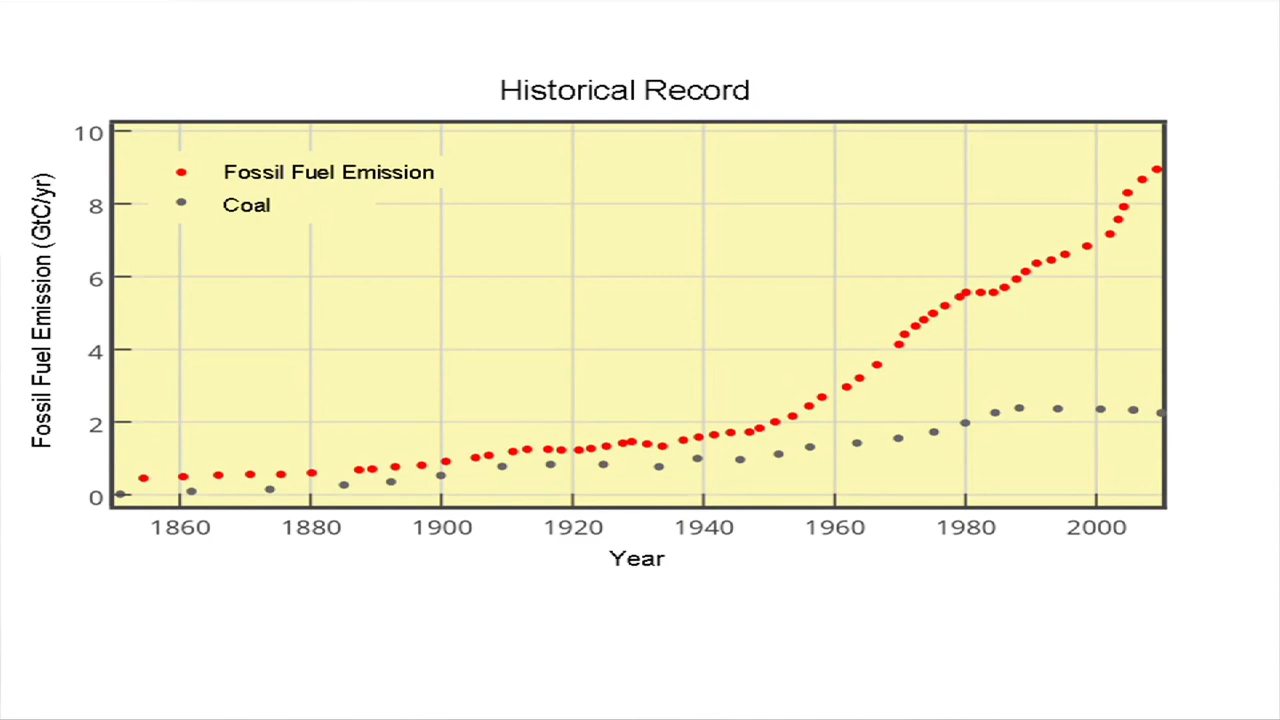 Historical Record
10
8
6
4
2
0
Fossil Fuel Emission (GtC/yr)
Fossil Fuel Emission
Coal
1860 1880 1900 1920 1940 1960 1980 2000
Year